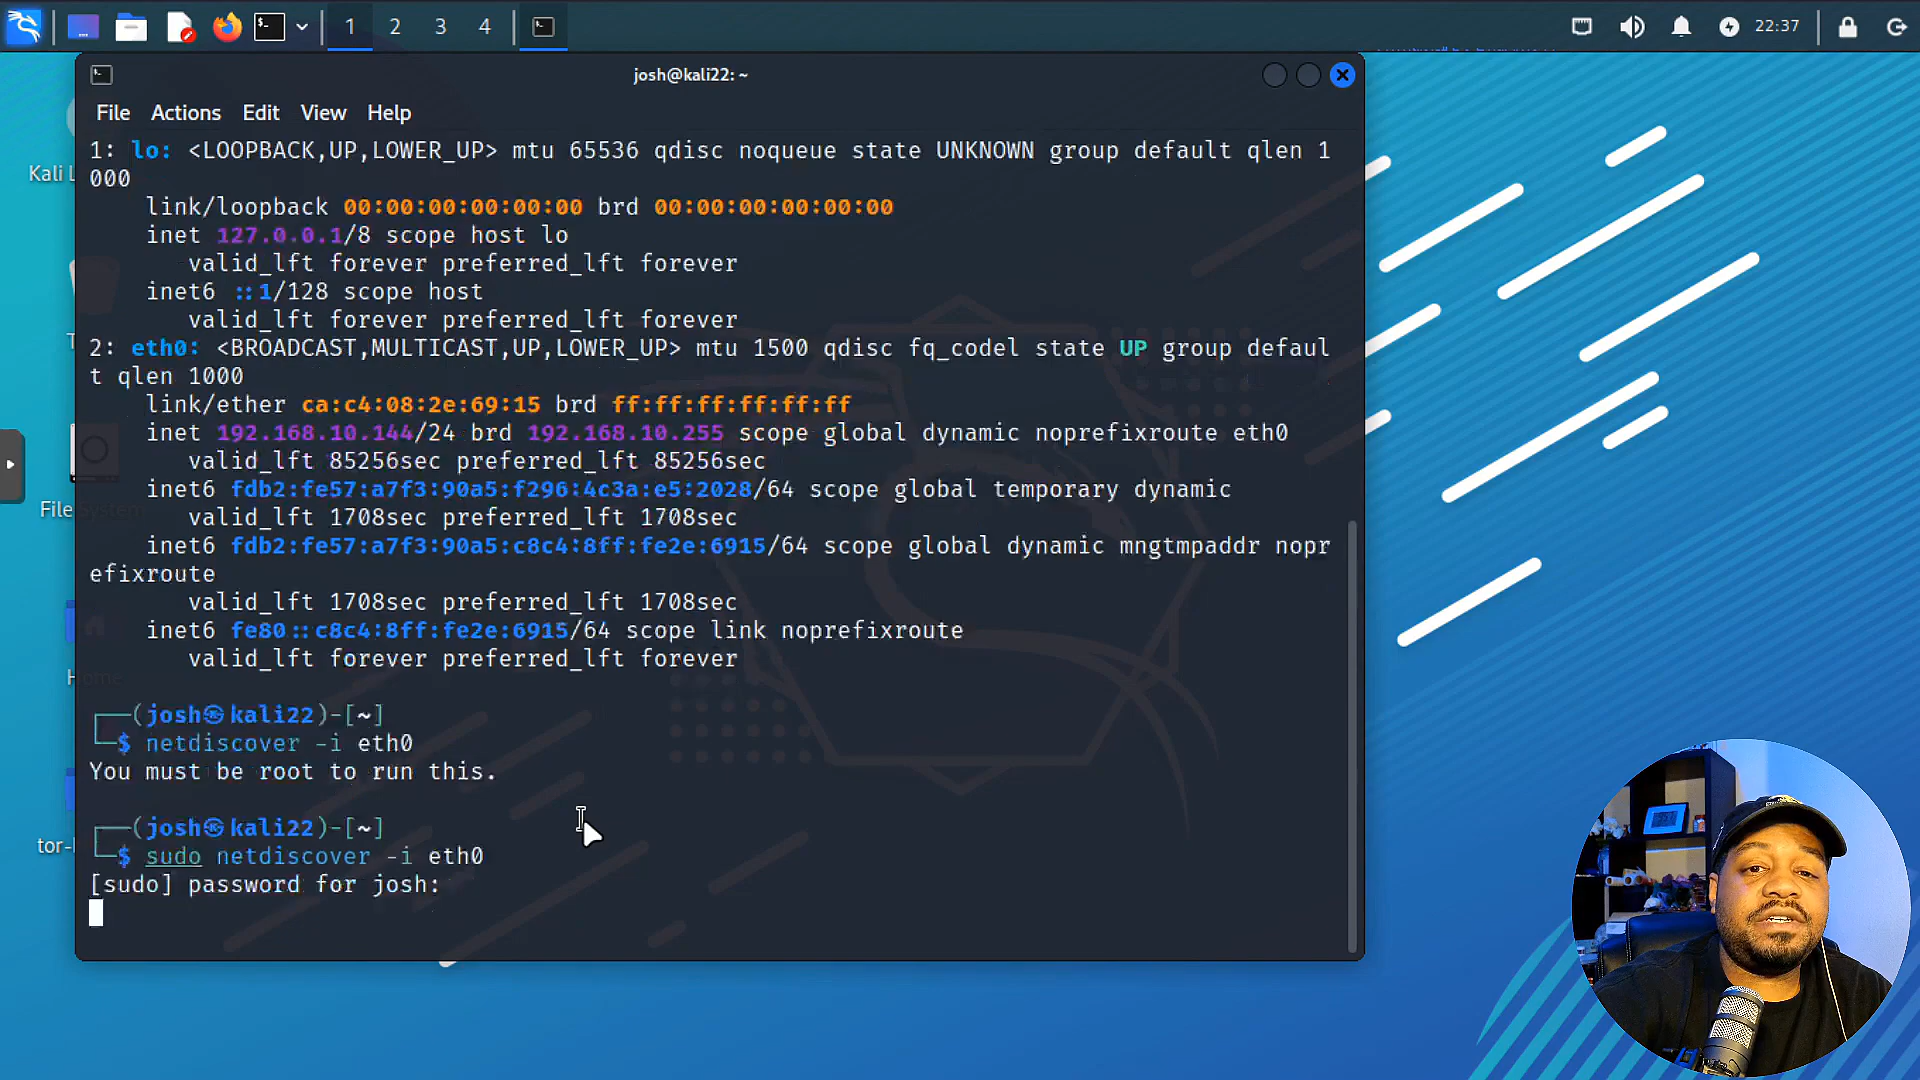 1 2 3 4 22:37
josh@kali22: ~
File Actions Edit View Help
1: lo: <LOOPBACK,UP,LOWER_UP> mtu 65536 qdisc noqueue state UNKNOWN group default qlen 1
000
link/loopback 00:00:00:00:00:00 brd 00:00:00:00:00:00
inet 127.0.0.1/8 scope host lo
valid_lft forever preferred_lft forever
inet6 ::1/128 scope host
valid_lft forever preferred_lft forever
2: eth0: <BROADCAST,MULTICAST,UP,LOWER_UP> mtu 1500 qdisc fq_codel state UP group defaul
t qlen 1000
link/ether ca:c4:08:2e:69:15 brd ff:ff:ff:ff:ff:ff
inet 192.168.10.144/24 brd 192.168.10.255 scope global dynamic noprefixroute eth0
valid_lft 85256sec preferred_lft 85256sec
inet6 fdb2:fe57:a7f3:90a5:f296:4c3a:e5:2028/64 scope global temporary dynamic
valid_lft 1708sec preferred_lft 1708sec
inet6 fdb2:fe57:a7f3:90a5:c8c4:8ff:fe2e:6915/64 scope global dynamic mngtmpaddr nopr
efixroute
valid_lft 1708sec preferred_lft 1708sec
inet6 fe80::c8c4:8ff:fe2e:6915/64 scope link noprefixroute
valid_lft forever preferred_lft forever
┌──(josh㉿kali22)-[~]
└─$ netdiscover -i eth0
You must be root to run this.
┌──(josh㉿kali22)-[~]
└─$ sudo netdiscover -i eth0
[sudo] password for josh:
Kali L
File System
Home
tor-